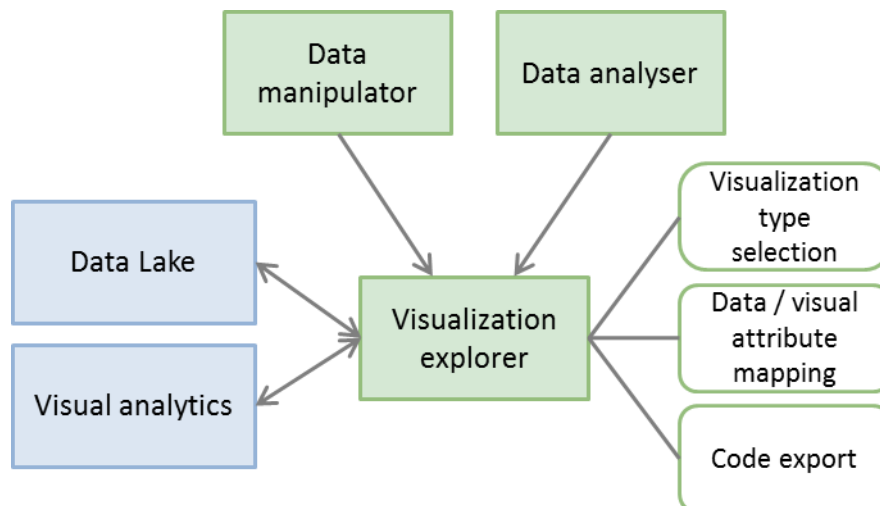 Data
manipulator
Data analyser
Visualization
type
selection
Data Lake
Visualization
explorer
Data / visual
attribute
mapping
Visual analytics
Code export